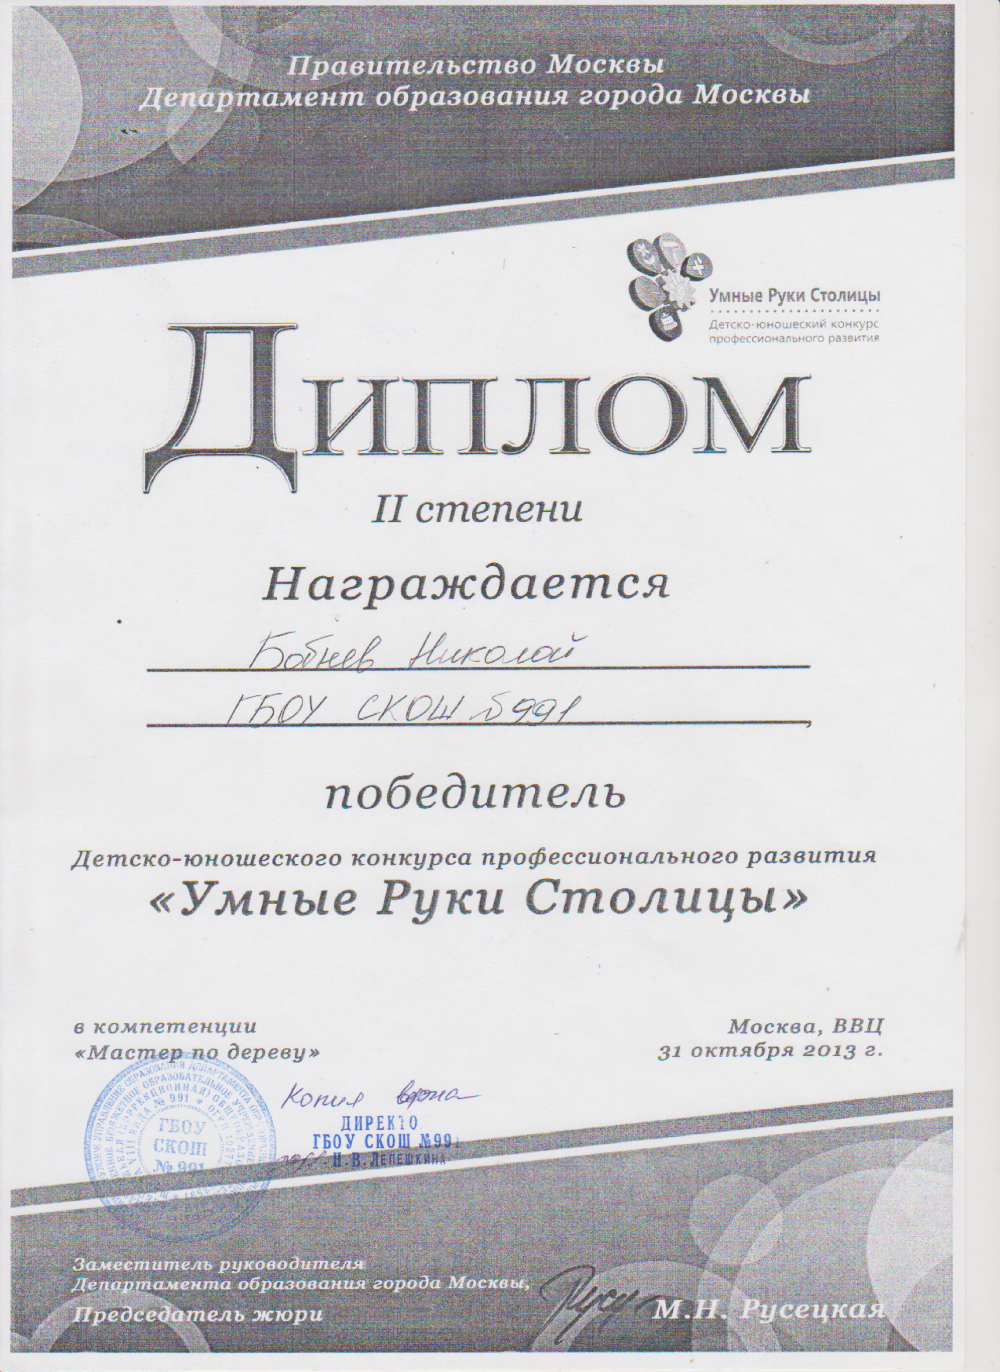 Правительство Москвы
Департамент образования города Москвы
Умные Руки Столицы
Детско-юношеский конкурс
профессионального развития
Диплом
II степени
Награждается
Бобнев Николай
ГБОУ СКОШ №991
победитель
Детско-юношеского конкурса профессионального развития
«Умные Руки Столицы»
в компетенции
«Мастер по дереву»
Москва, ВВЦ
31 октября 2013 г.
Копия верна
ДИРЕКТО
ГБОУ СКОШ №991
Н.В.Лепешкина
ГБОУ
СКОШ
№ 991
Заместитель руководителя
Департамента образования города Москвы,
Председатель жюри
М.Н. Русецкая